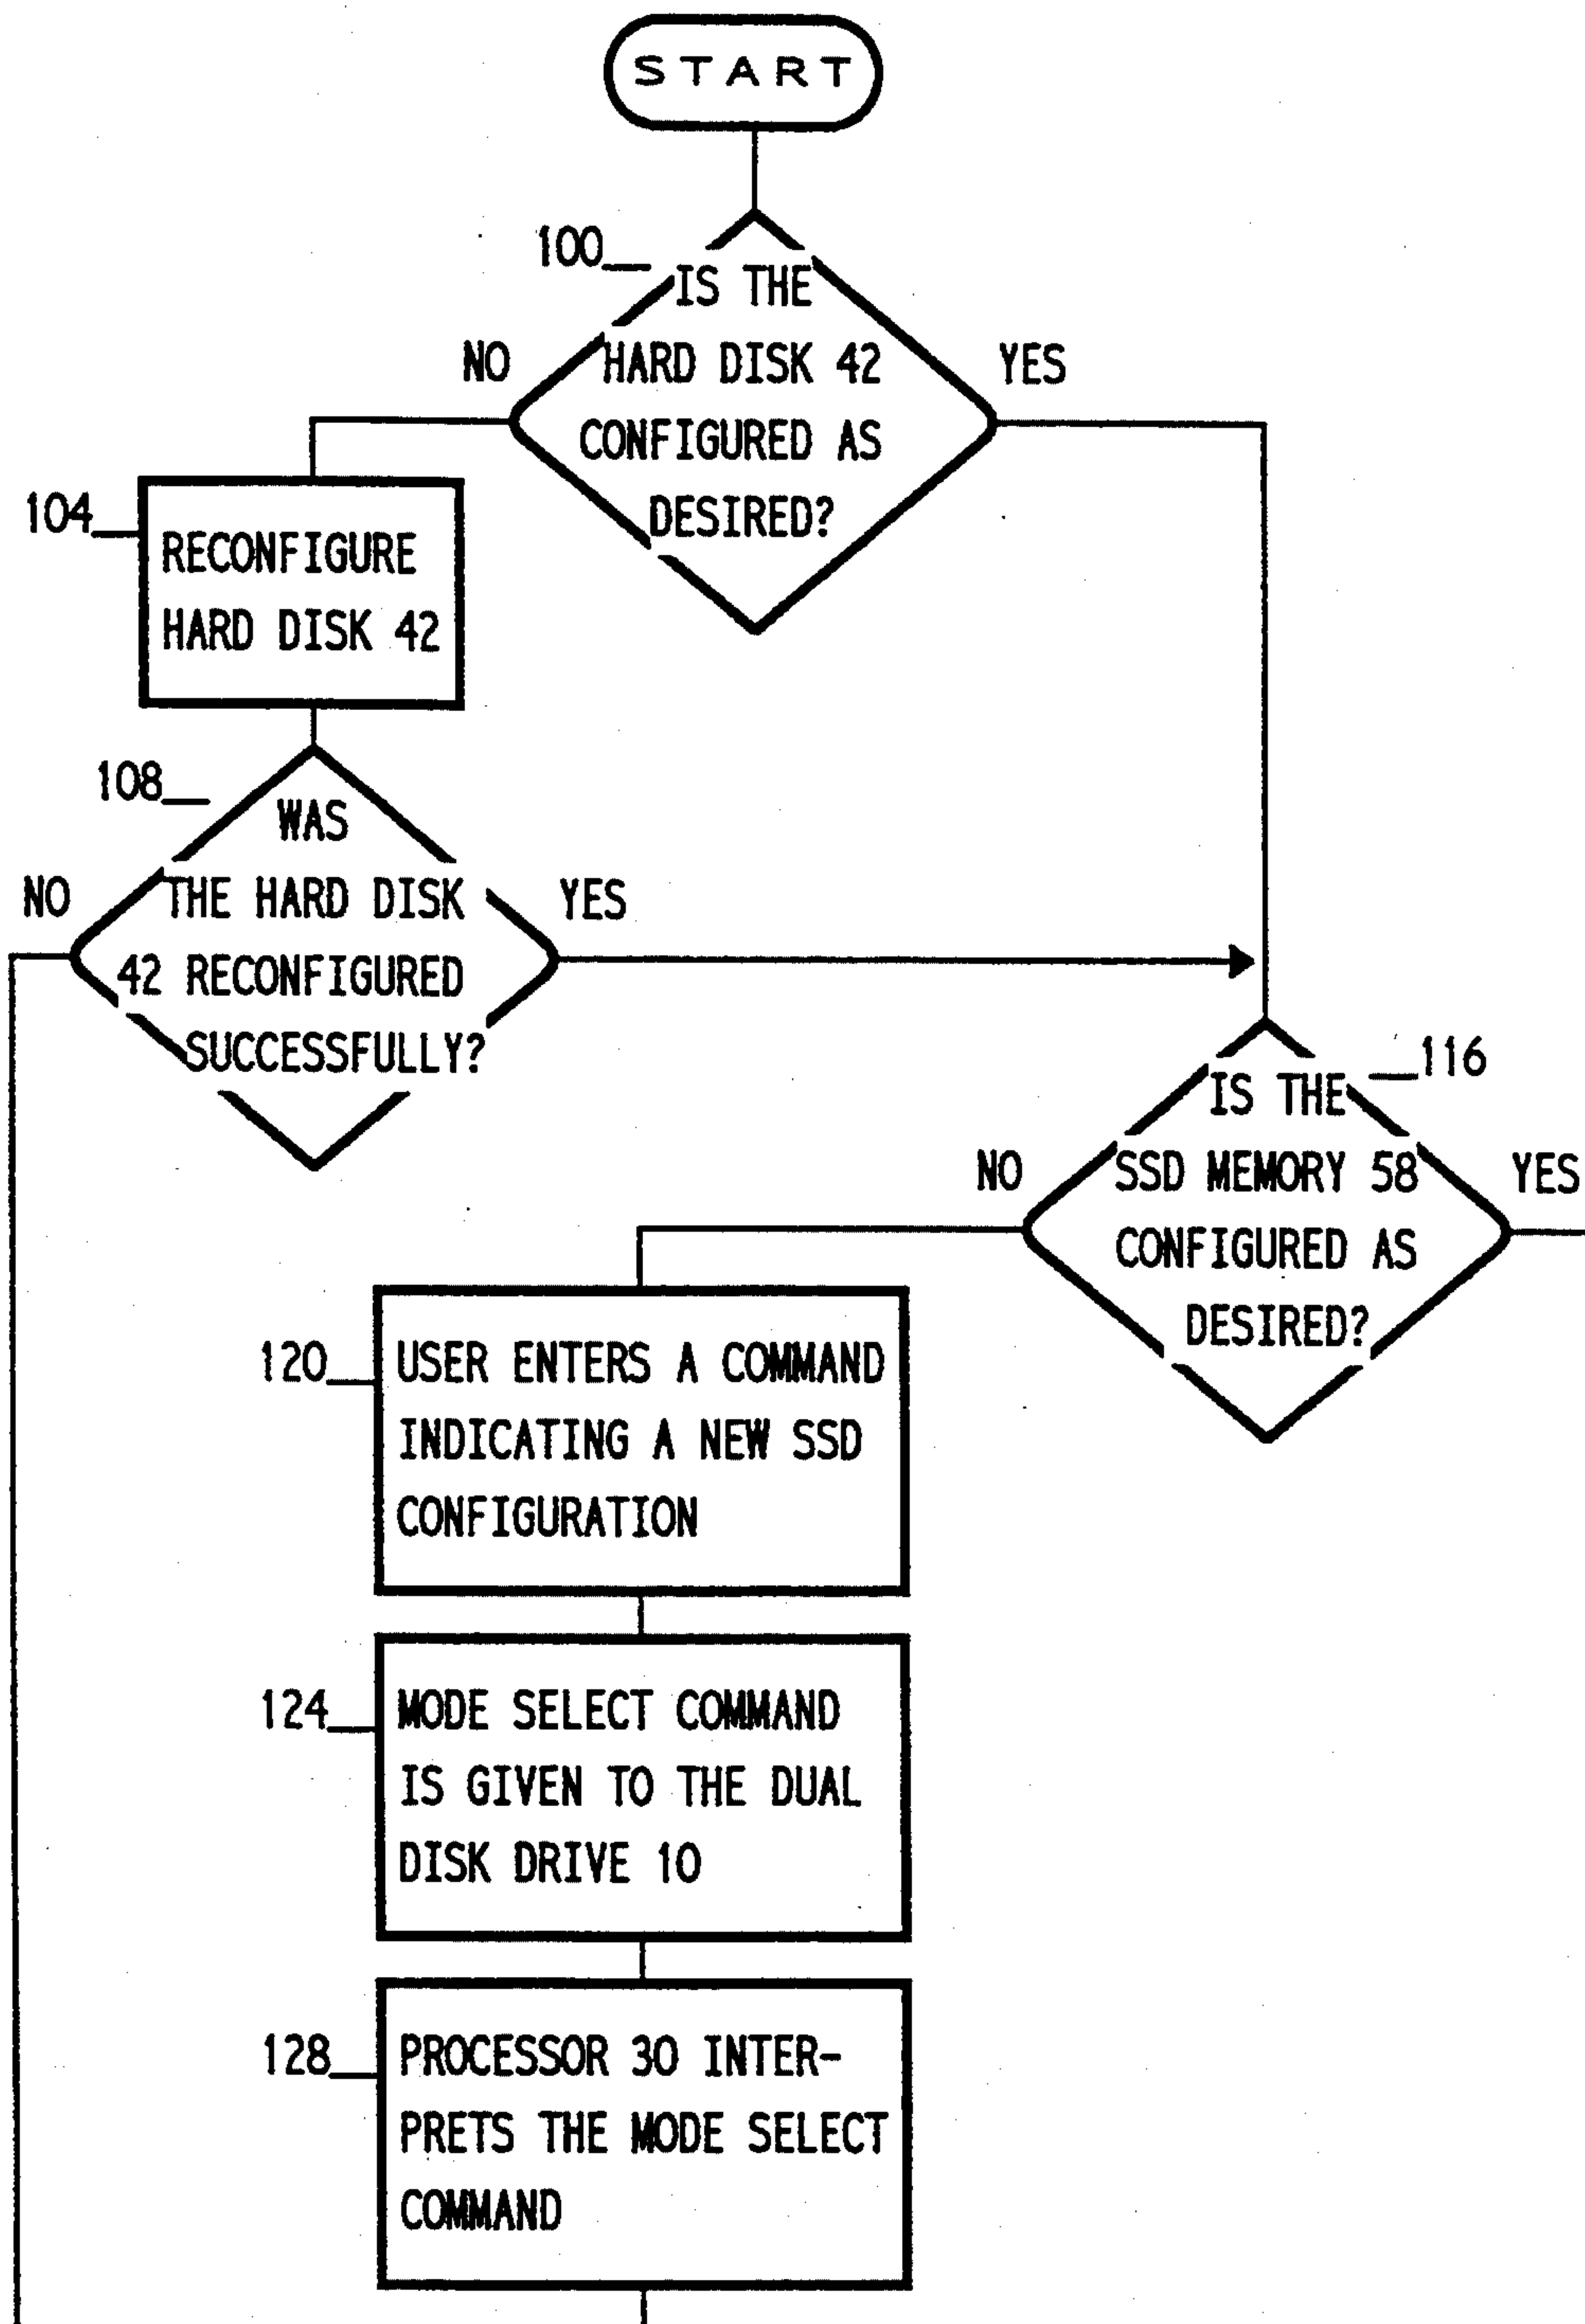 START
100
IS THE
HARD DISK 42
CONFIGURED AS
DESIRED?
NO
YES
104
RECONFIGURE
HARD DISK 42
108
WAS
THE HARD DISK
42 RECONFIGURED
SUCCESSFULLY?
NO
YES
116
IS THE
SSD MEMORY 58
CONFIGURED AS
DESIRED?
NO
YES
120
USER ENTERS A COMMAND
INDICATING A NEW SSD
CONFIGURATION
124
MODE SELECT COMMAND
IS GIVEN TO THE DUAL
DISK DRIVE 10
128
PROCESSOR 30 INTER-
PRETS THE MODE SELECT
COMMAND